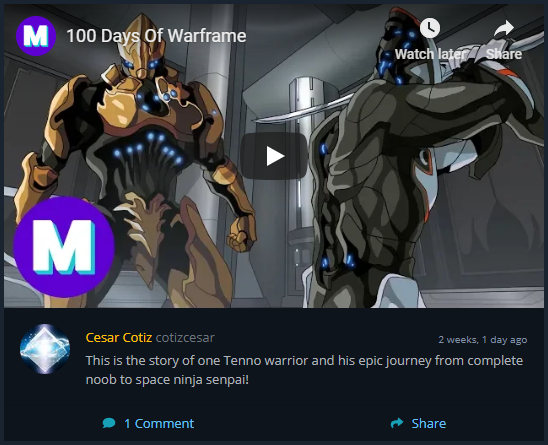 M 100 Days Of Warframe
Watch later Share
M
Cesar Cotiz cotizcesar
2 weeks, 1 day ago
This is the story of one Tenno warrior and his epic journey from complete
noob to space ninja senpai!
1 Comment Share